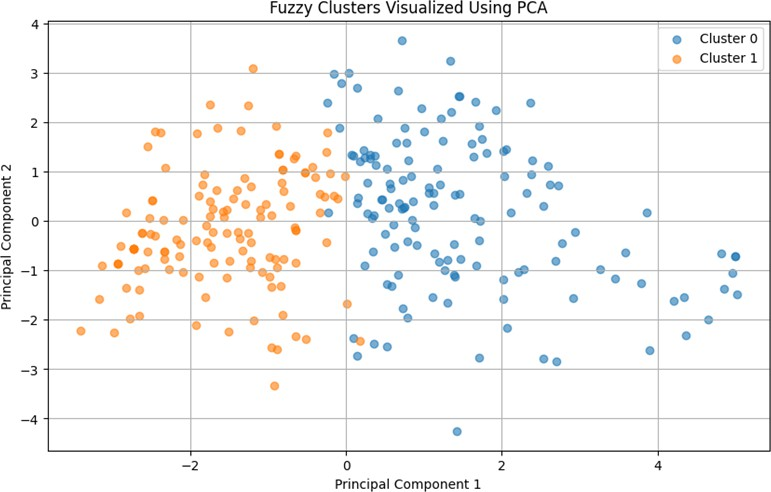 Fuzzy Clusters Visualized Using PCA
Cluster 0
Cluster 1
Principal Component 2
4
3
2
1
0
−1
−2
−3
−4
−2
0
2
4
Principal Component 1